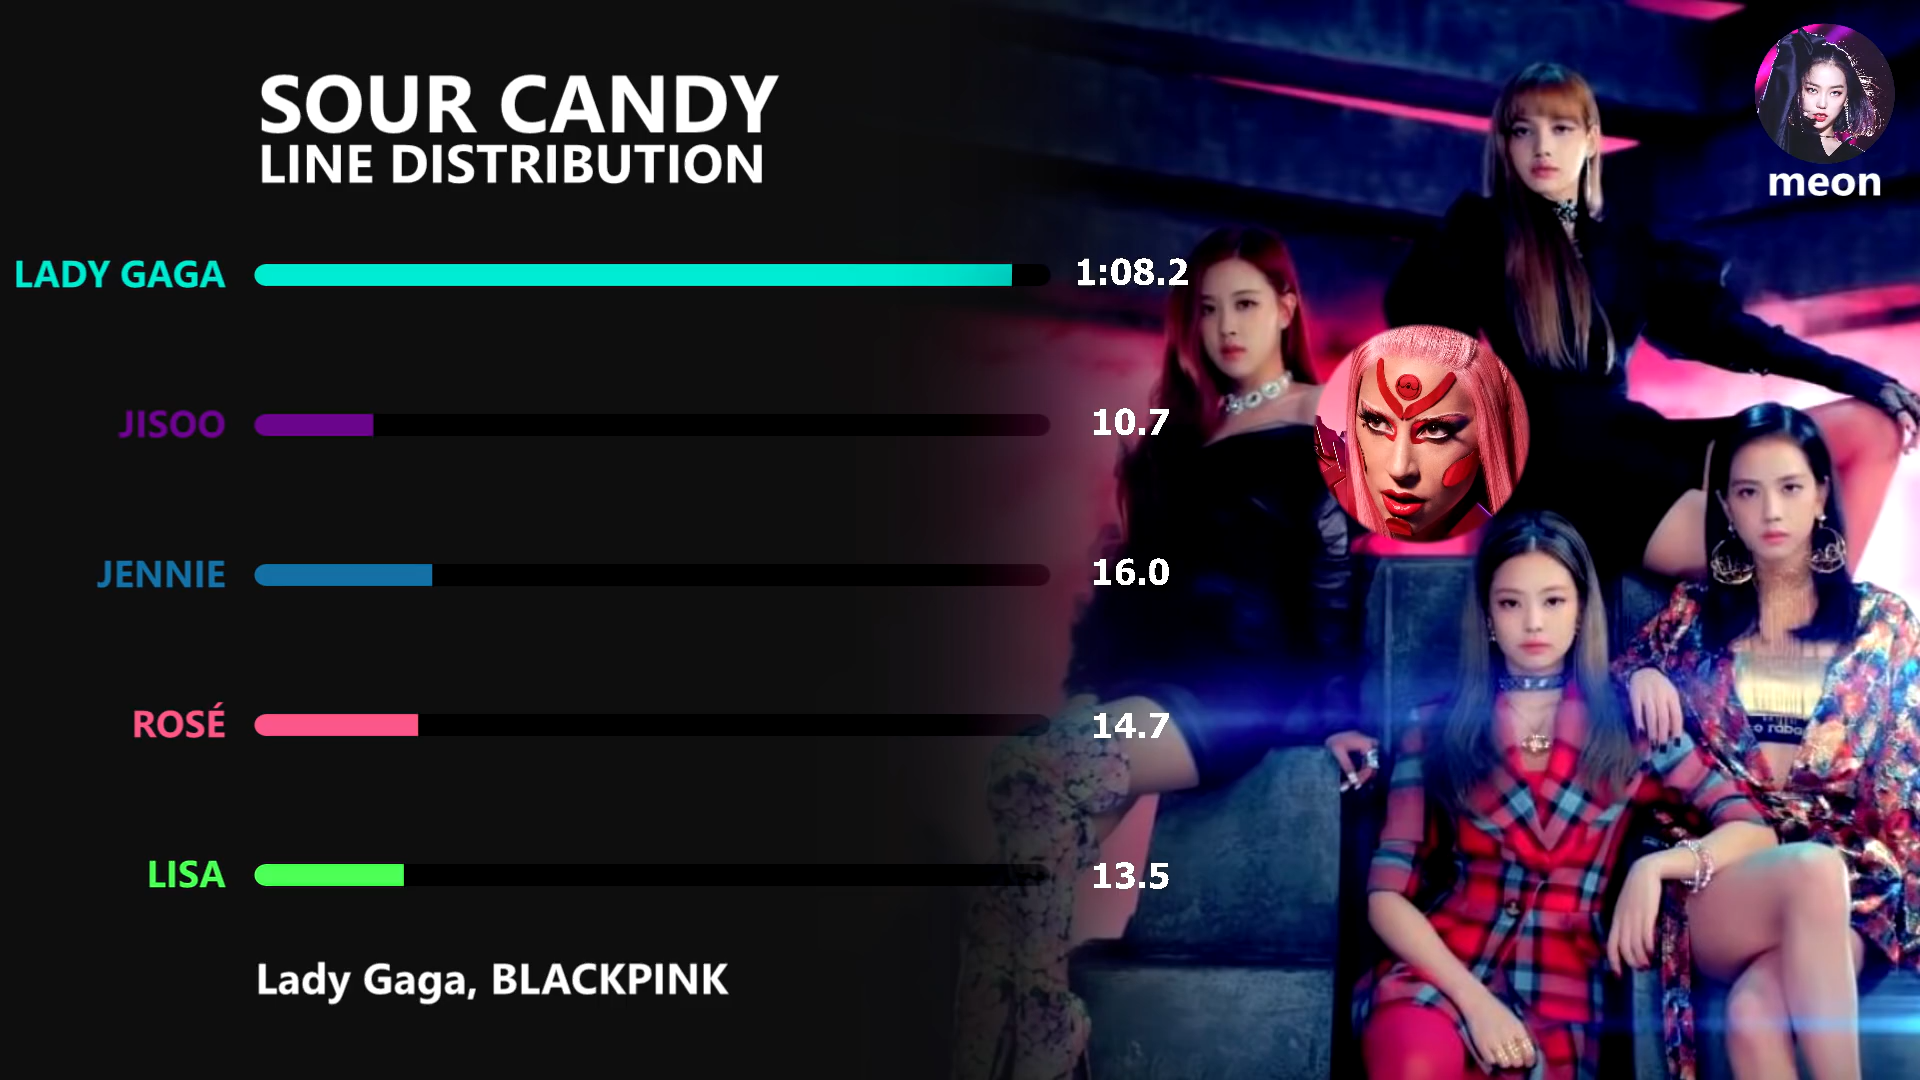 SOUR CANDY
LINE DISTRIBUTION
meon
LADY GAGA 1:08.2
JISOO 10.7
JENNIE 16.0
ROSÉ 14.7
LISA 13.5
Lady Gaga, BLACKPINK